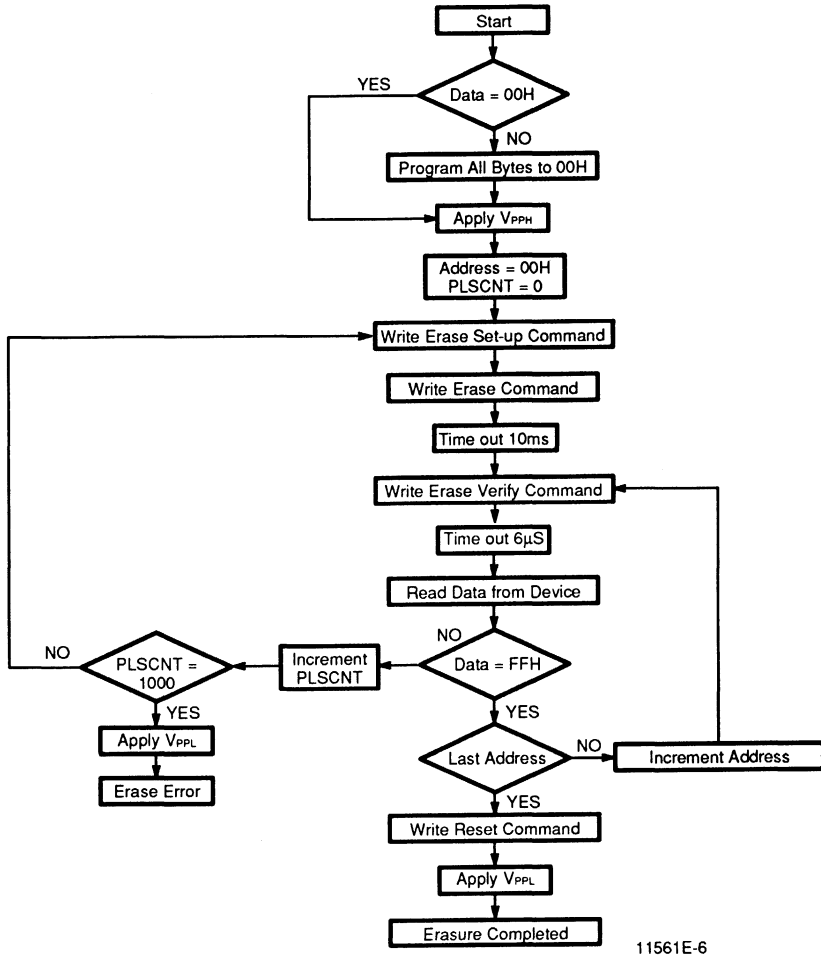 Start
YES
Data = 00H
NO
Program All Bytes to 00H
Apply VPPH
Address = 00H
PLSCNT = 0
Write Erase Set-up Command
Write Erase Command
Time out 10ms
Write Erase Verify Command
Time out 6µS
Read Data from Device
NO
Data = FFH
Increment
PLSCNT
NO
PLSCNT =
1000
YES
Apply VPPL
Erase Error
YES
Last Address
NO
Increment Address
YES
Write Reset Command
Apply VPPL
Erasure Completed
11561E-6